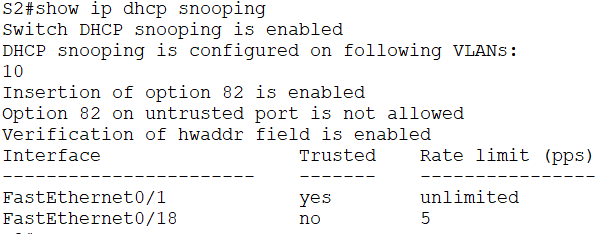 S2#show ip dhcp snooping
Switch DHCP snooping is enabled
DHCP snooping is configured on following VLANs:
10
Insertion of option 82 is enabled
Option 82 on untrusted port is not allowed
Verification of hwaddr field is enabled
Interface Trusted Rate limit (pps)
----------------------- ------- ----------------
FastEthernet0/1 yes unlimited
FastEthernet0/18 no 5